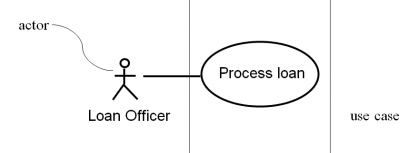 actor
Process loan
Loan Officer
use case